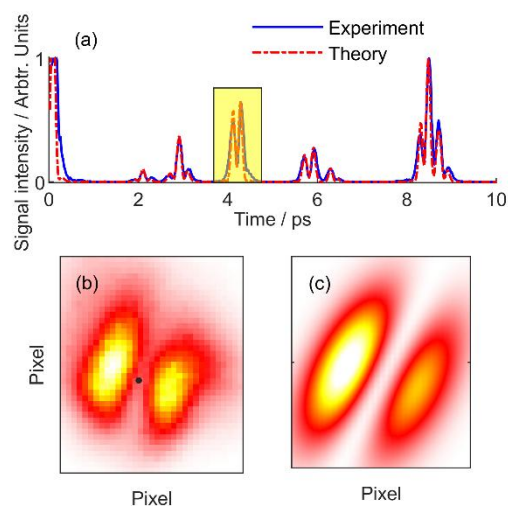 (a)
Experiment
Theory
Signal intensity / Arbtr. Units
1
0
0 2 4 6 8 10
Time / ps
(b)
(c)
Pixel
Pixel
Pixel